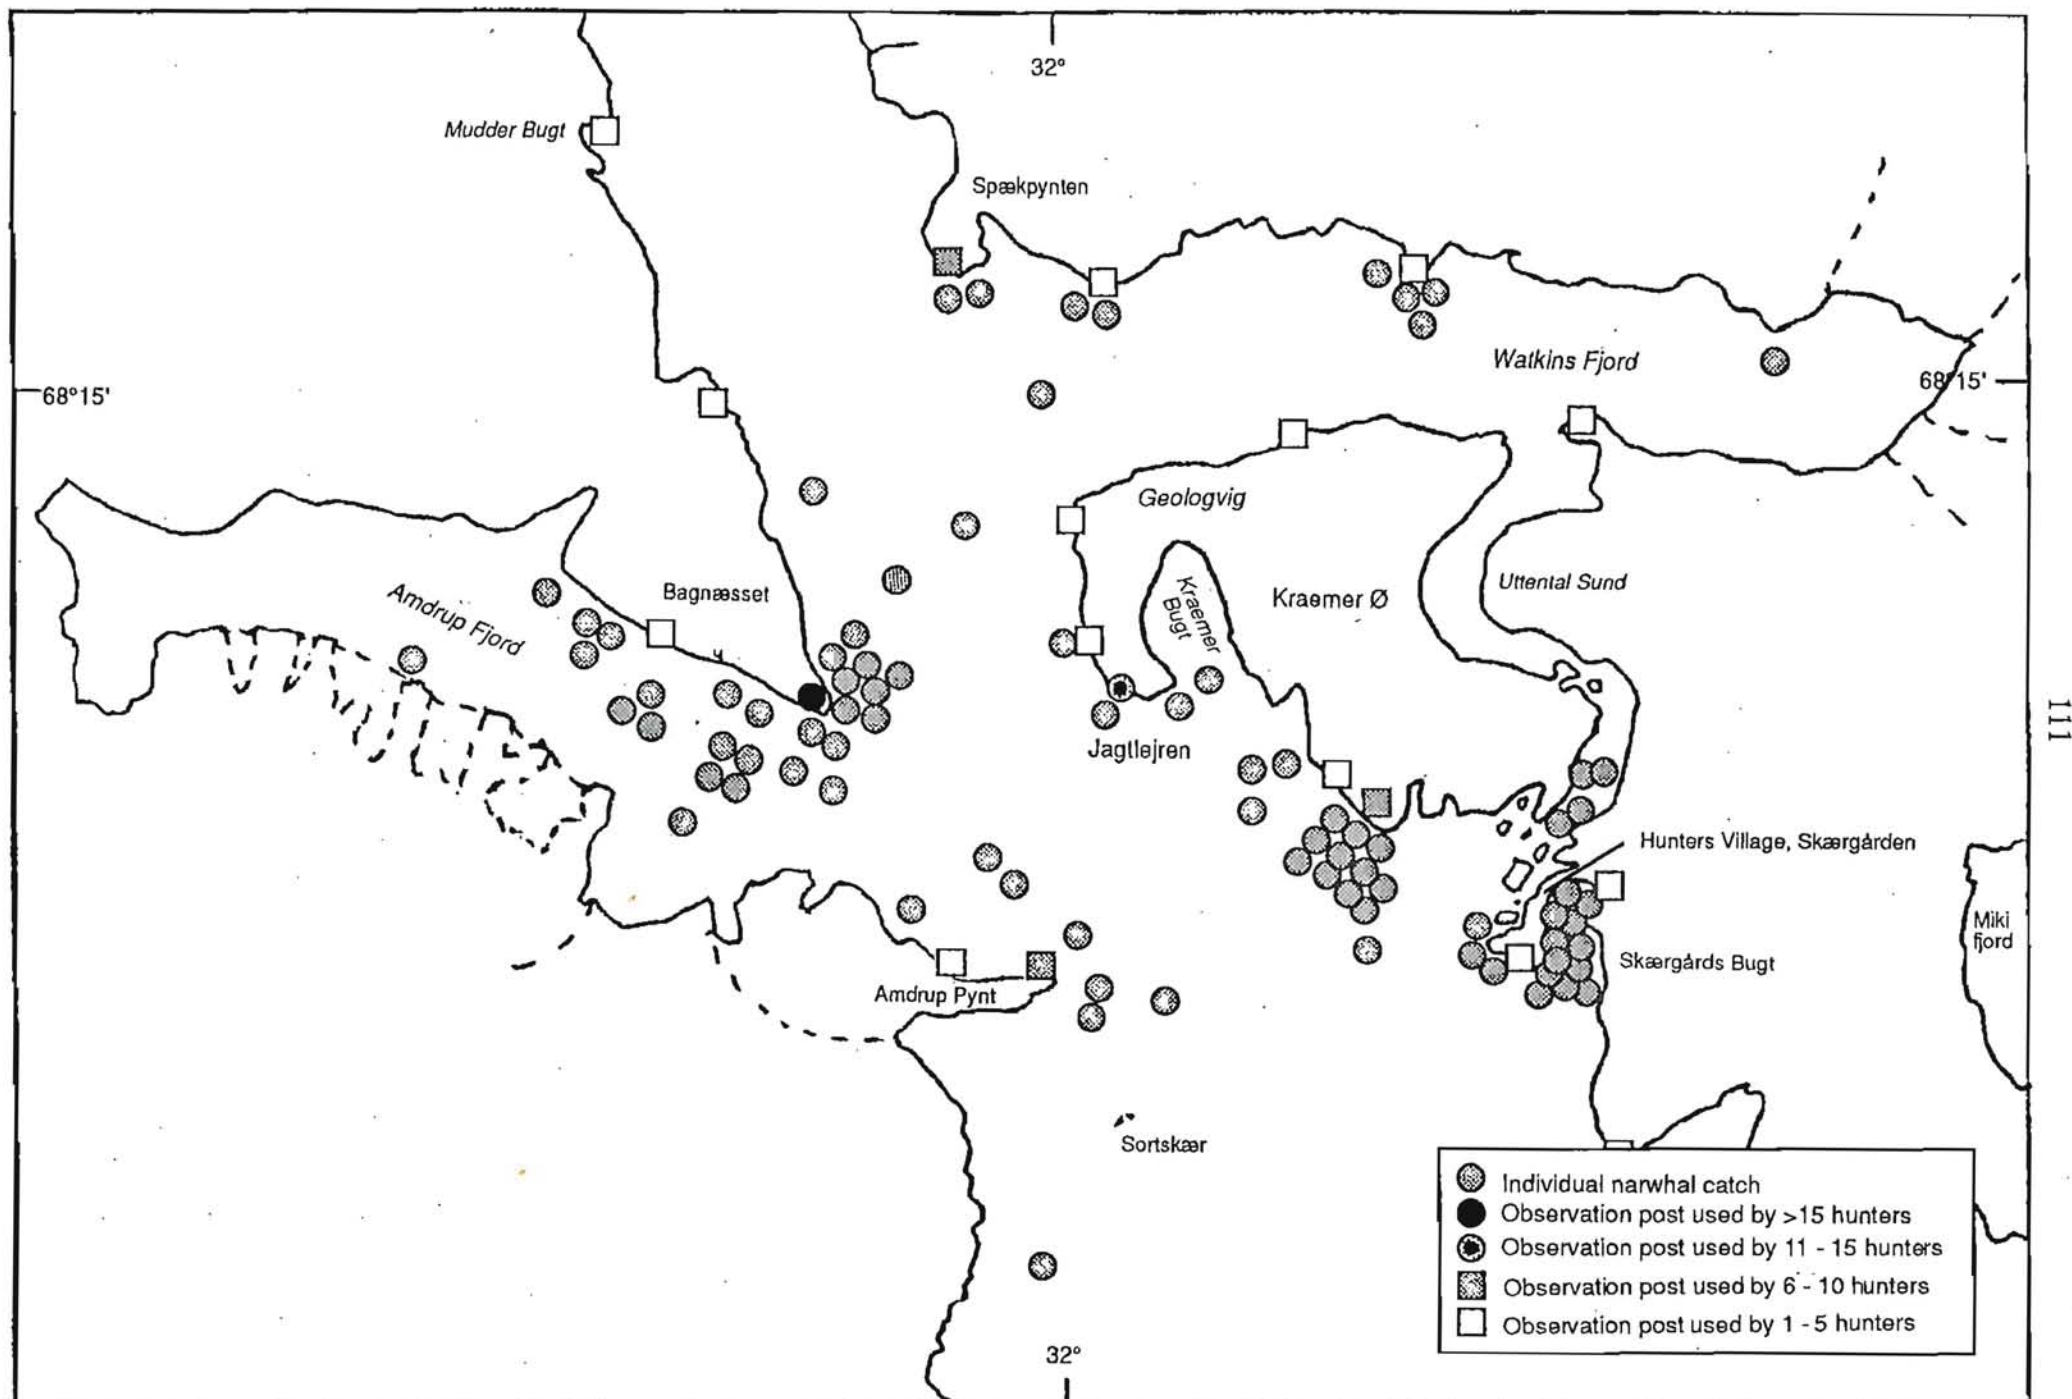 32°
Mudder Bugt
Spækpynten
Watkins Fjord
68°15'
68°15'
Geologvig
Bagnæsset
Amdrup Fjord
Kraemer
Bugt
Kraemer Ø
Uttental Sund
111
Jagtlejren
Hunters Village, Skærgården
Miki
fjord
Skærgårds Bugt
Amdrup Pynt
Sortskær
Individual narwhal catch
Observation post used by >15 hunters
Observation post used by 11 - 15 hunters
Observation post used by 6 - 10 hunters
Observation post used by 1 - 5 hunters
32°